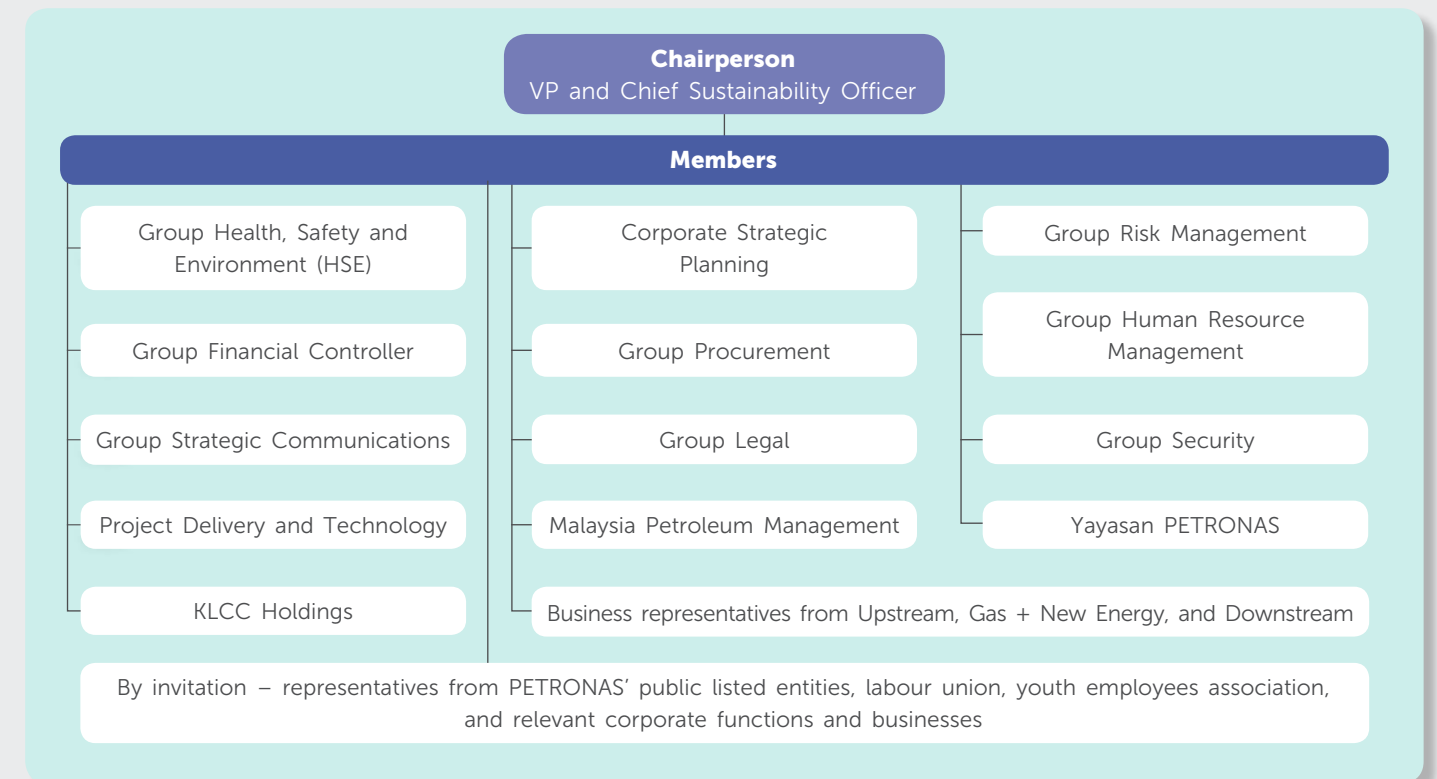 Chairperson
VP and Chief Sustainability Officer
Members
Group Health, Safety and
Environment (HSE)
Group Financial Controller
Group Strategic Communications
Project Delivery and Technology
KLCC Holdings
Corporate Strategic
Planning
Group Procurement
Group Legal
Malaysia Petroleum Management
Business representatives from Upstream, Gas + New Energy, and Downstream
Group Risk Management
Group Human Resource
Management
Group Security
Yayasan PETRONAS
By invitation – representatives from PETRONAS’ public listed entities, labour union, youth employees association,
and relevant corporate functions and businesses